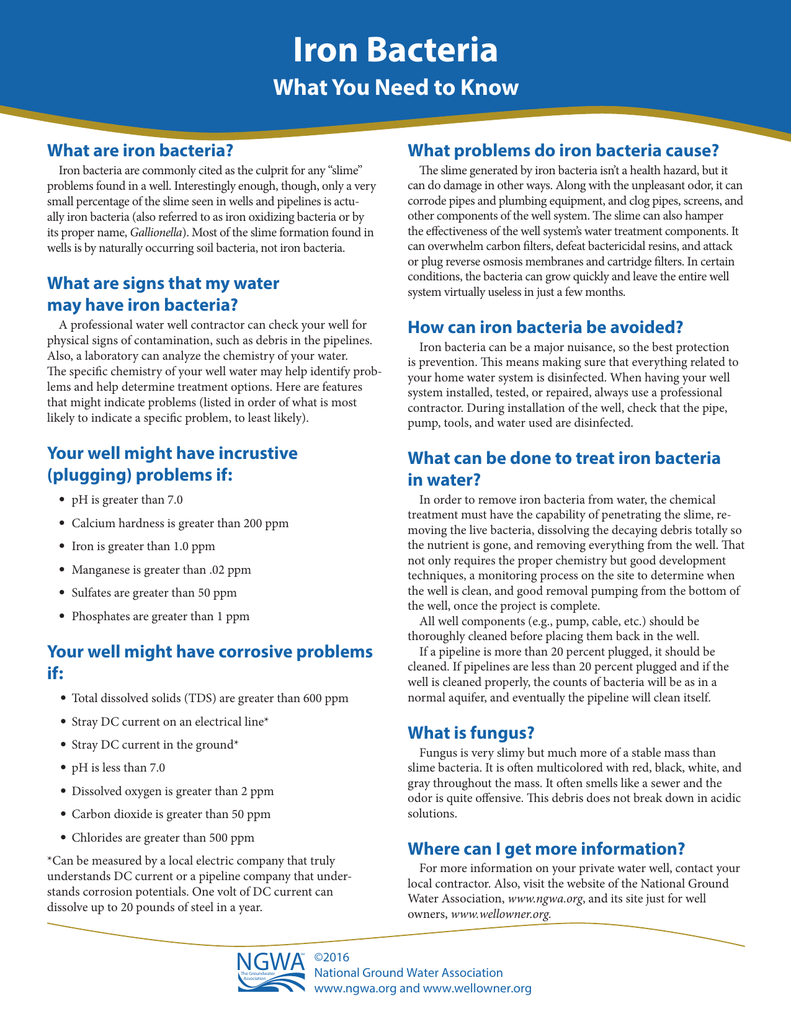 Iron Bacteria
What You Need to Know
What are iron bacteria?
Iron bacteria are commonly cited as the culprit for any “slime”
problems found in a well. Interestingly enough, though, only a very
small percentage of the slime seen in wells and pipelines is actu-
ally iron bacteria (also referred to as iron oxidizing bacteria or by
its proper name, Gallionella). Most of the slime formation found in
wells is by naturally occurring soil bacteria, not iron bacteria.
What are signs that my water
may have iron bacteria?
A professional water well contractor can check your well for
physical signs of contamination, such as debris in the pipelines.
Also, a laboratory can analyze the chemistry of your water.
The specific chemistry of your well water may help identify prob-
lems and help determine treatment options. Here are features
that might indicate problems (listed in order of what is most
likely to indicate a specific problem, to least likely).
Your well might have incrustive
(plugging) problems if:
• pH is greater than 7.0
• Calcium hardness is greater than 200 ppm
• Iron is greater than 1.0 ppm
• Manganese is greater than .02 ppm
• Sulfates are greater than 50 ppm
• Phosphates are greater than 1 ppm
Your well might have corrosive problems
if:
• Total dissolved solids (TDS) are greater than 600 ppm
• Stray DC current on an electrical line*
• Stray DC current in the ground*
• pH is less than 7.0
• Dissolved oxygen is greater than 2 ppm
• Carbon dioxide is greater than 50 ppm
• Chlorides are greater than 500 ppm
*Can be measured by a local electric company that truly
understands DC current or a pipeline company that under-
stands corrosion potentials. One volt of DC current can
dissolve up to 20 pounds of steel in a year.
What problems do iron bacteria cause?
The slime generated by iron bacteria isn’t a health hazard, but it
can do damage in other ways. Along with the unpleasant odor, it can
corrode pipes and plumbing equipment, and clog pipes, screens, and
other components of the well system. The slime can also hamper
the effectiveness of the well system’s water treatment components. It
can overwhelm carbon filters, defeat bactericidal resins, and attack
or plug reverse osmosis membranes and cartridge filters. In certain
conditions, the bacteria can grow quickly and leave the entire well
system virtually useless in just a few months.
How can iron bacteria be avoided?
Iron bacteria can be a major nuisance, so the best protection
is prevention. This means making sure that everything related to
your home water system is disinfected. When having your well
system installed, tested, or repaired, always use a professional
contractor. During installation of the well, check that the pipe,
pump, tools, and water used are disinfected.
What can be done to treat iron bacteria
in water?
In order to remove iron bacteria from water, the chemical
treatment must have the capability of penetrating the slime, re-
moving the live bacteria, dissolving the decaying debris totally so
the nutrient is gone, and removing everything from the well. That
not only requires the proper chemistry but good development
techniques, a monitoring process on the site to determine when
the well is clean, and good removal pumping from the bottom of
the well, once the project is complete.
All well components (e.g., pump, cable, etc.) should be
thoroughly cleaned before placing them back in the well.
If a pipeline is more than 20 percent plugged, it should be
cleaned. If pipelines are less than 20 percent plugged and if the
well is cleaned properly, the counts of bacteria will be as in a
normal aquifer, and eventually the pipeline will clean itself.
What is fungus?
Fungus is very slimy but much more of a stable mass than
slime bacteria. It is often multicolored with red, black, white, and
gray throughout the mass. It often smells like a sewer and the
odor is quite offensive. This debris does not break down in acidic
solutions.
Where can I get more information?
For more information on your private water well, contact your
local contractor. Also, visit the website of the National Ground
Water Association, www.ngwa.org, and its site just for well
owners, www.wellowner.org.
NGWA
The Groundwater
Association
©2016
National Ground Water Association
www.ngwa.org and www.wellowner.org